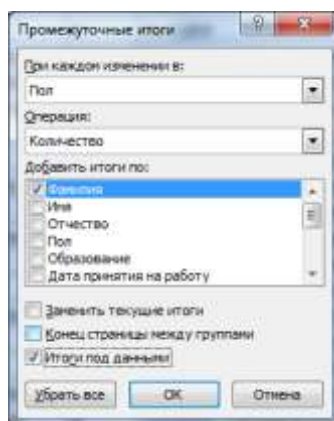 Промежуточные итоги
При каждом изменении в:
Пол
Операция:
Количество
Добавить итоги по:
Фамилия
Имя
Отчество
Пол
Образование
Дата принятия на работу
Заменить текущие итоги
Конец страницы между группами
Итоги под данными
Убрать все ОК Отмена